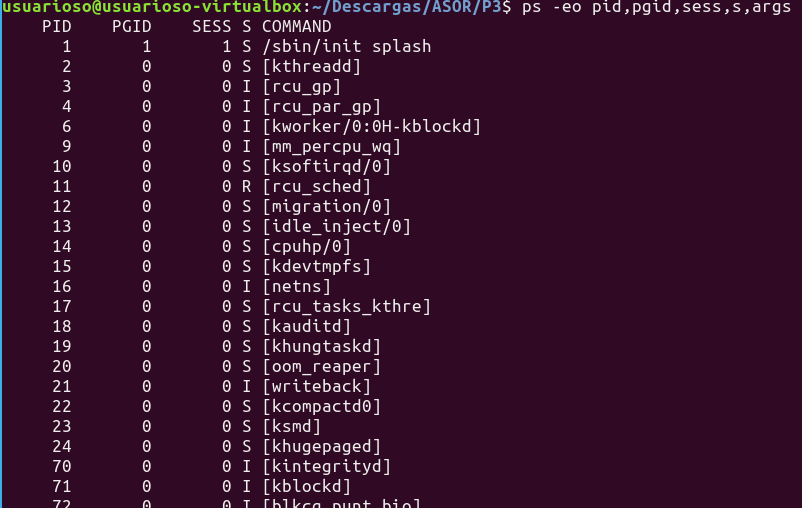 usuarioso@usuarioso-virtualbox:~/Descargas/ASOR/P3$ ps -eo pid,pgid,sess,s,args
    PID    PGID    SESS S COMMAND
      1       1       1 S /sbin/init splash
      2       0       0 S [kthreadd]
      3       0       0 I [rcu_gp]
      4       0       0 I [rcu_par_gp]
      6       0       0 I [kworker/0:0H-kblockd]
      9       0       0 I [mm_percpu_wq]
     10       0       0 S [ksoftirqd/0]
     11       0       0 R [rcu_sched]
     12       0       0 S [migration/0]
     13       0       0 S [idle_inject/0]
     14       0       0 S [cpuhp/0]
     15       0       0 S [kdevtmpfs]
     16       0       0 I [netns]
     17       0       0 S [rcu_tasks_kthre]
     18       0       0 S [kauditd]
     19       0       0 S [khungtaskd]
     20       0       0 S [oom_reaper]
     21       0       0 I [writeback]
     22       0       0 S [kcompactd0]
     23       0       0 S [ksmd]
     24       0       0 S [khugepaged]
     70       0       0 I [kintegrityd]
     71       0       0 I [kblockd]
     72       0       0 I [blkcg_punt_bio]